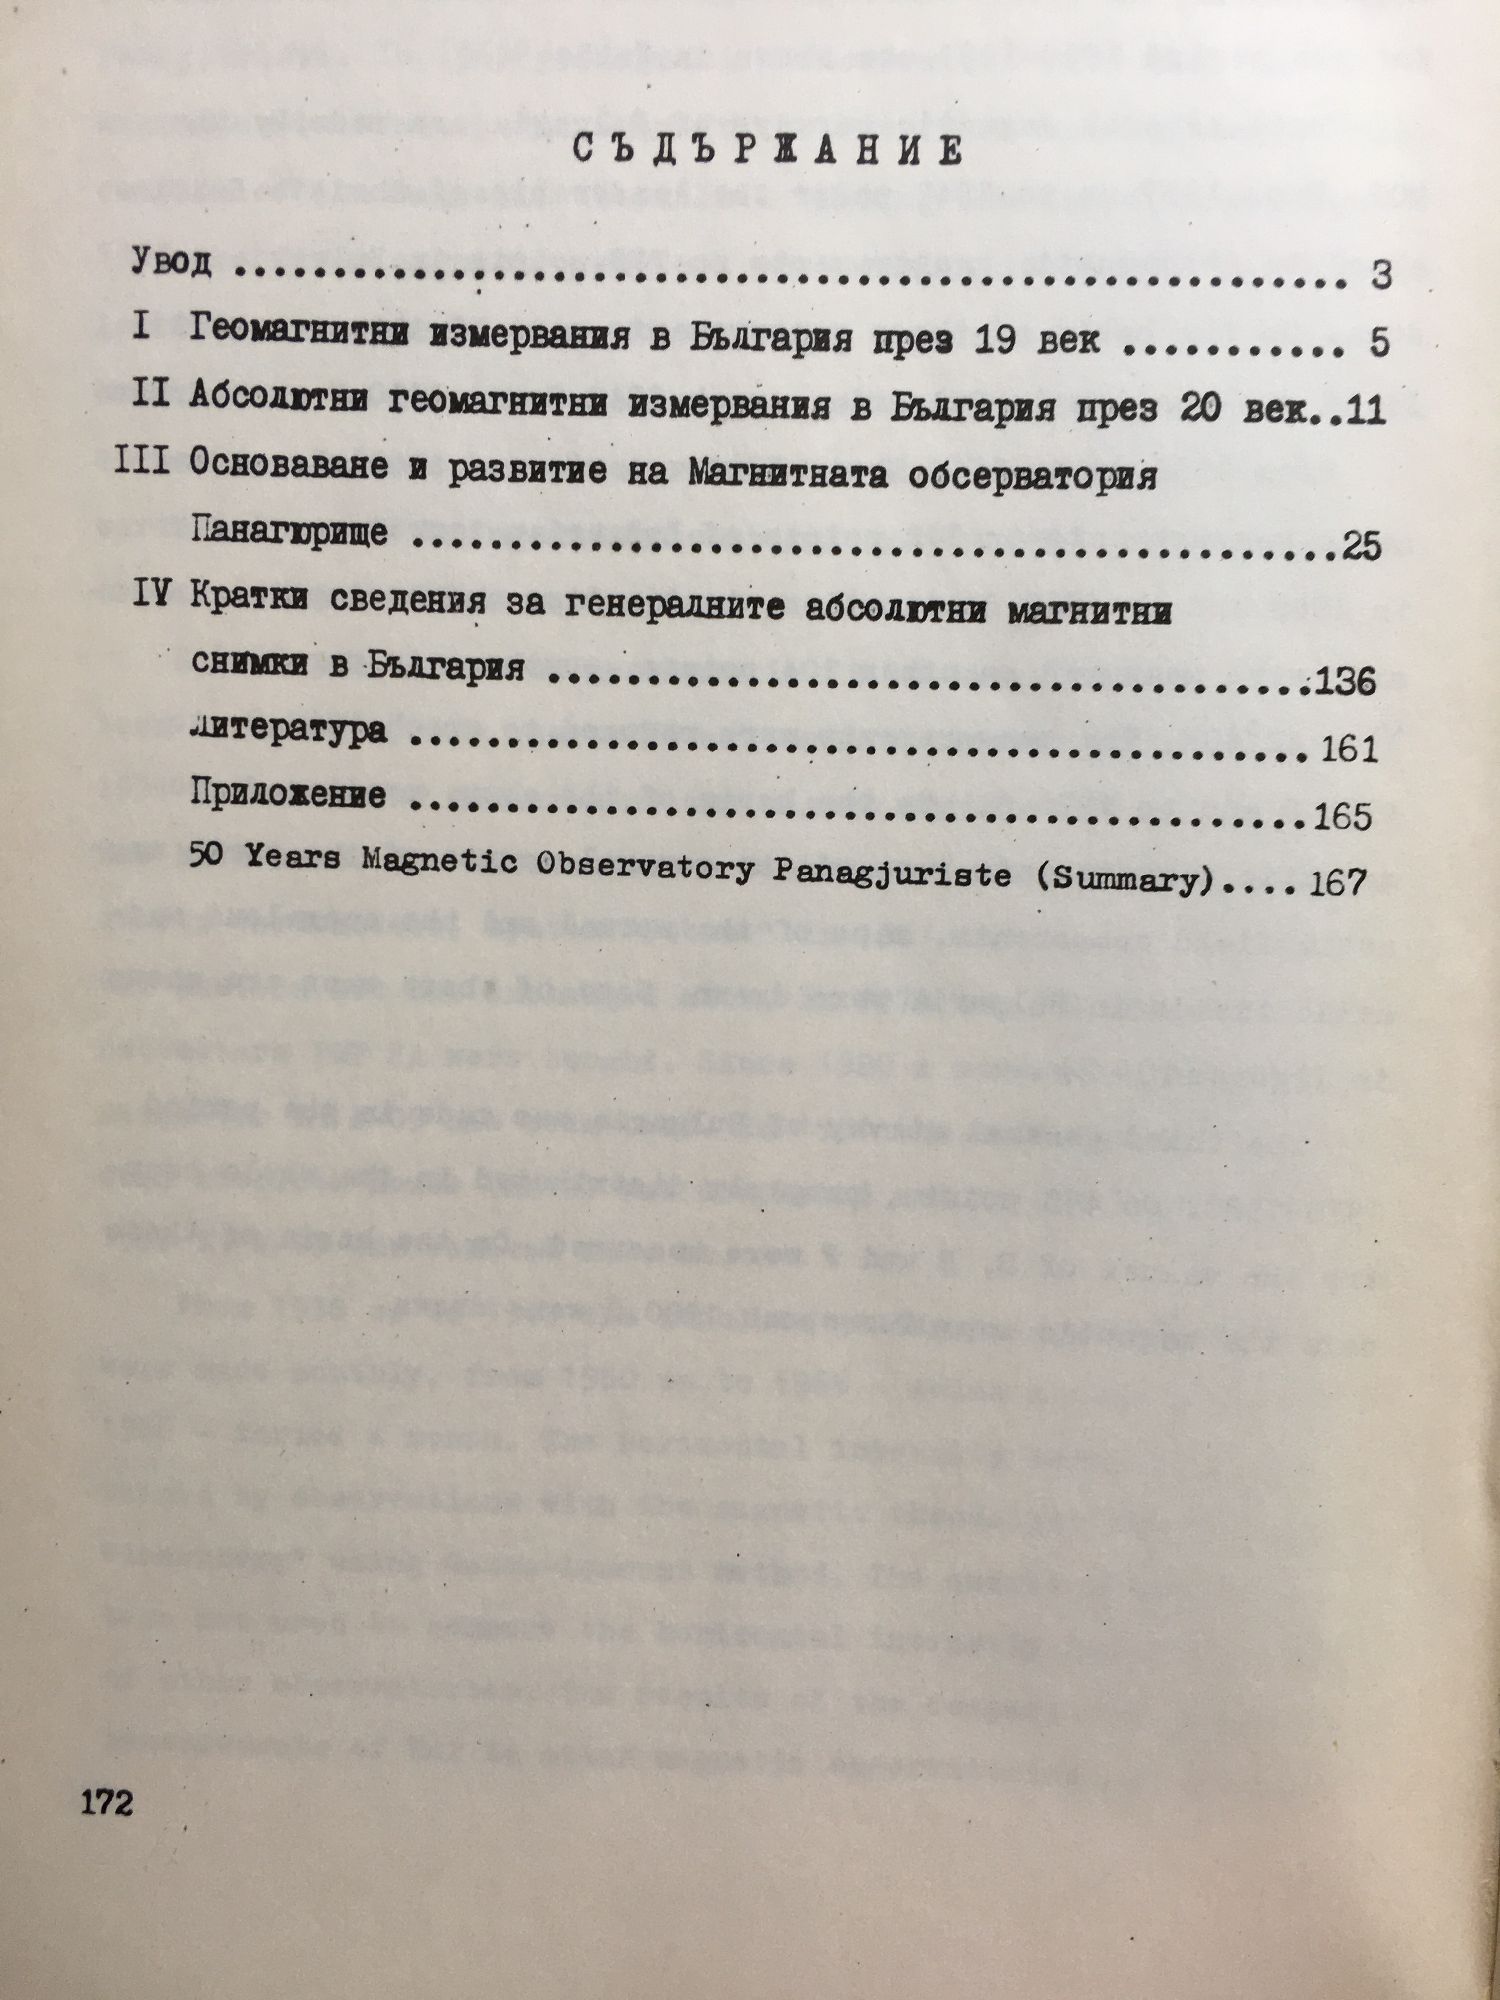 СЪДЪРЖАНИЕ
Увод .......................................................... 3
I Геомагнитни измервания в България през 19 век ........... 5
II Абсолютни геомагнитни измервания в България през 20 век..11
III Основаване и развитие на Магнитната обсерватория
Панагюрище ...............................................25
IV Кратки сведения за генералните абсолютни магнитни
снимки в България .......................................136
Литература .............................................. 161
Приложение ..............................................165
50 Years Magnetic Observatory Panagjuriste (Summary).... 167
172